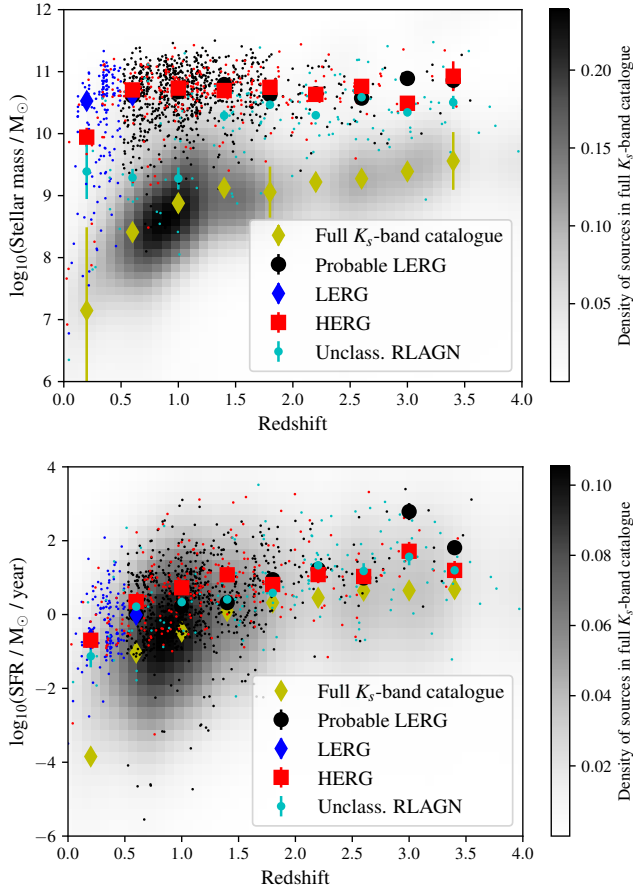 12
11
10
9
8
7
6
log₁₀(Stellar mass / M☉)
Full Kₛ-band catalogue
Probable LERG
LERG
HERG
Unclass. RLAGN
0.0 0.5 1.0 1.5 2.0 2.5 3.0 3.5 4.0
Redshift
0.20
0.15
0.10
0.05
Density of sources in full Kₛ-band catalogue
4
2
0
−2
−4
−6
log₁₀(SFR / M☉ / year)
Full Kₛ-band catalogue
Probable LERG
LERG
HERG
Unclass. RLAGN
0.0 0.5 1.0 1.5 2.0 2.5 3.0 3.5 4.0
Redshift
0.10
0.08
0.06
0.04
0.02
Density of sources in full Kₛ-band catalogue